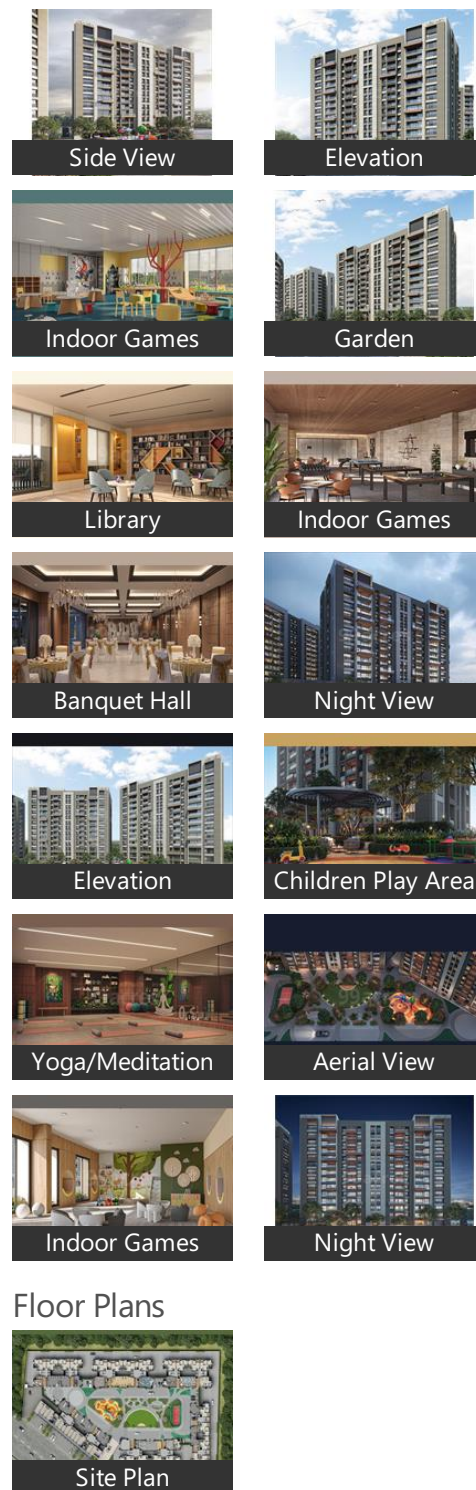 Side View
Elevation
Indoor Games
Garden
Library
Indoor Games
Banquet Hall
Night View
Elevation
Children Play Area
Yoga/Meditation
Aerial View
Indoor Games
Night View
Floor Plans
Site Plan